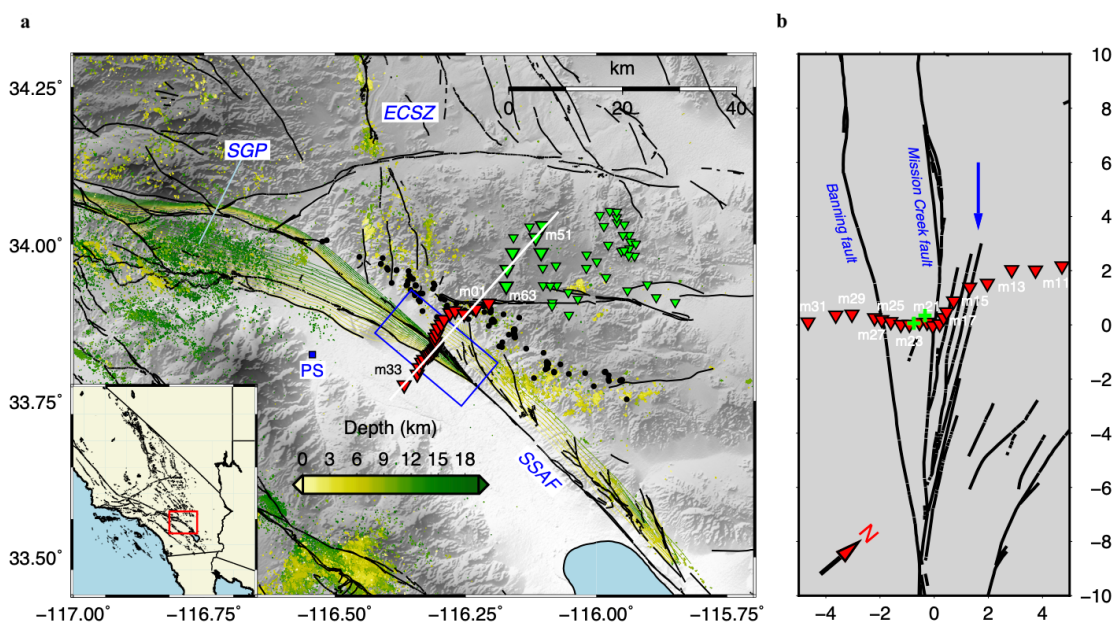 a
b
34.25°
34.00°
33.75°
33.50°
−117.00°
−116.75°
−116.50°
−116.25°
−116.00°
−115.75°
km
0
20
40
ECSZ
SGP
m51
m63
m01
m33
PS
Depth (km)
0 3 6 9 12 15 18
SSAF
Banning fault
Mission Creek fault
m31
m29
m27
m25
m23
m21
m17
m15
m13
m11
N
10
8
6
4
2
0
−2
−4
−6
−8
−10
−4 −2 0 2 4